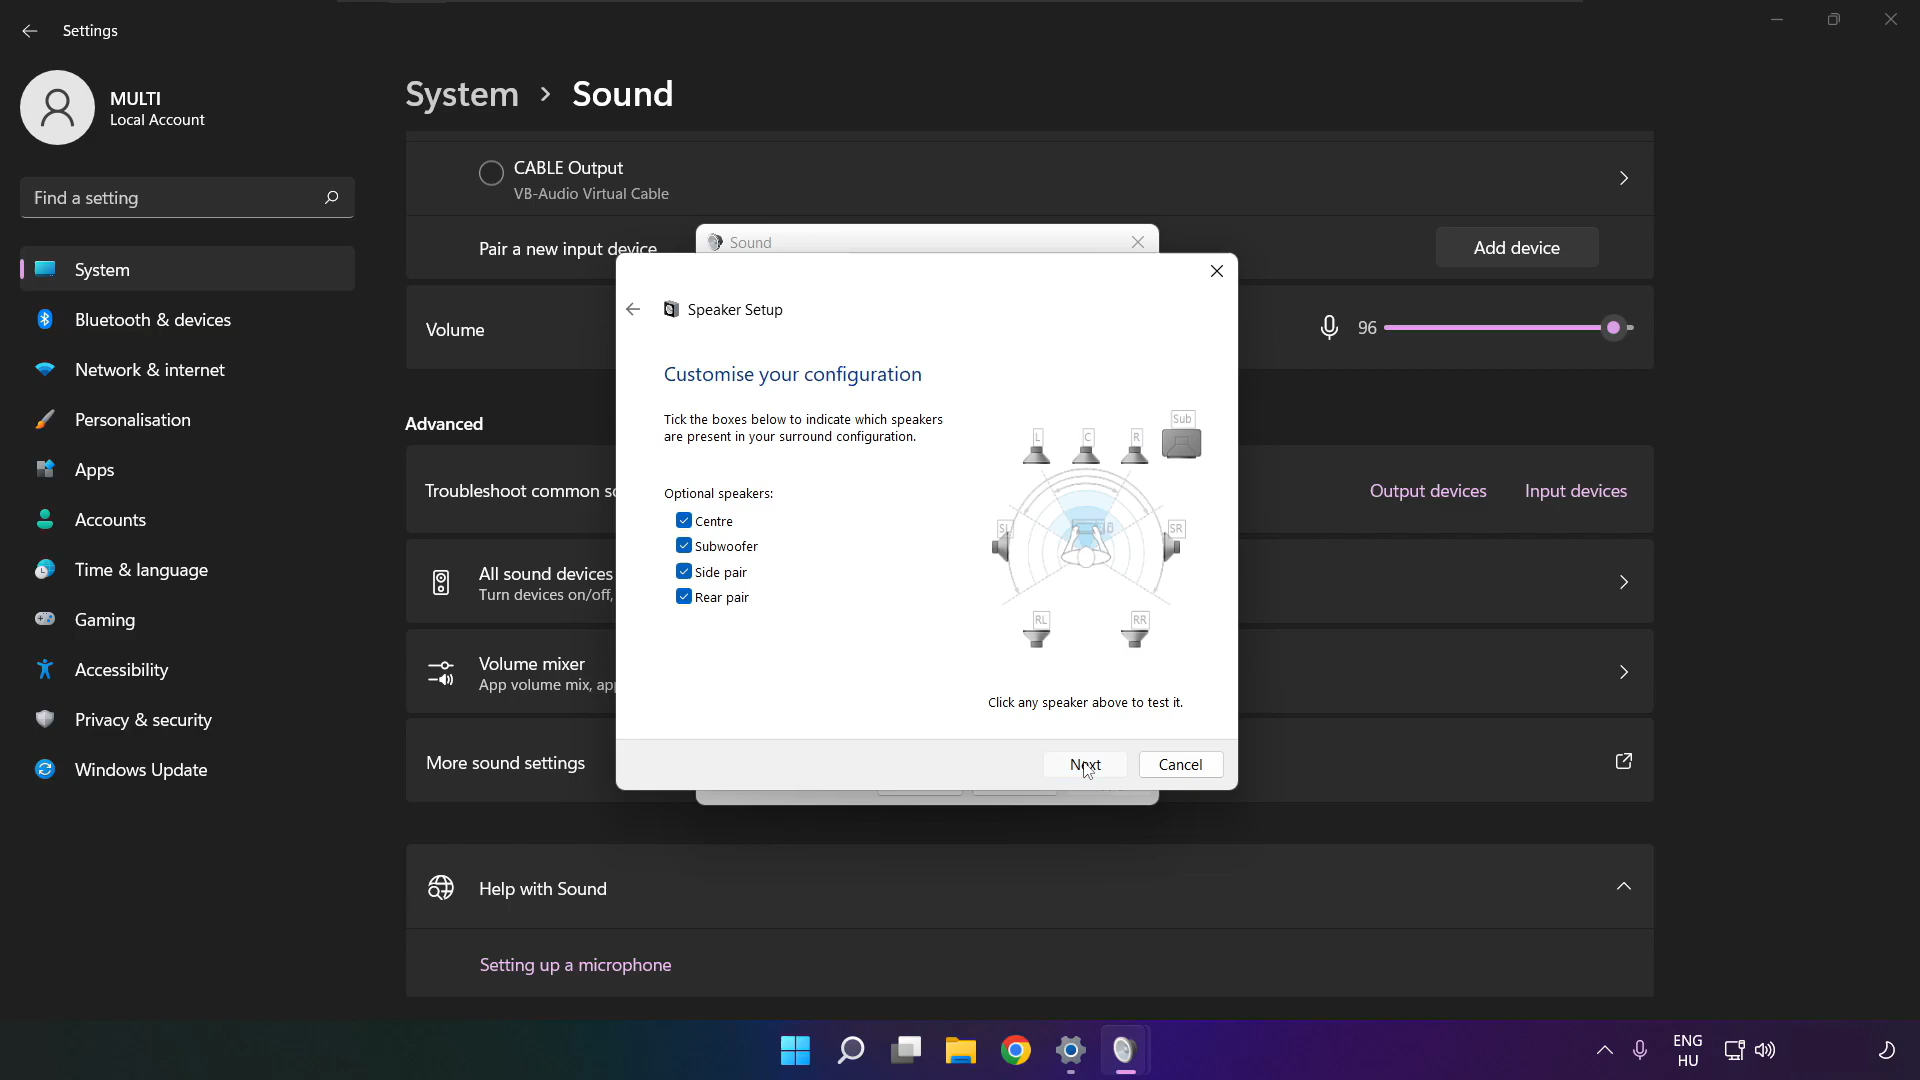 Settings
MULTI
Local Account
Find a setting
System
Bluetooth & devices
Network & internet
Personalisation
Apps
Accounts
Time & language
Gaming
Accessibility
Privacy & security
Windows Update
System > Sound
CABLE Output
VB-Audio Virtual Cable
Pair a new input device
Add device
Volume
96
Advanced
Troubleshoot common
Output devices
Input devices
All sound devices
Turn devices on/off,
Volume mixer
App volume mix,
More sound settings
Help with Sound
Setting up a microphone
Sound
Speaker Setup
Customise your configuration
Tick the boxes below to indicate which speakers
are present in your surround configuration.
Optional speakers:
Centre
Subwoofer
Side pair
Rear pair
L
C
R
Sub
SL
SR
RL
RR
Click any speaker above to test it.
Next
Cancel
ENG
HU